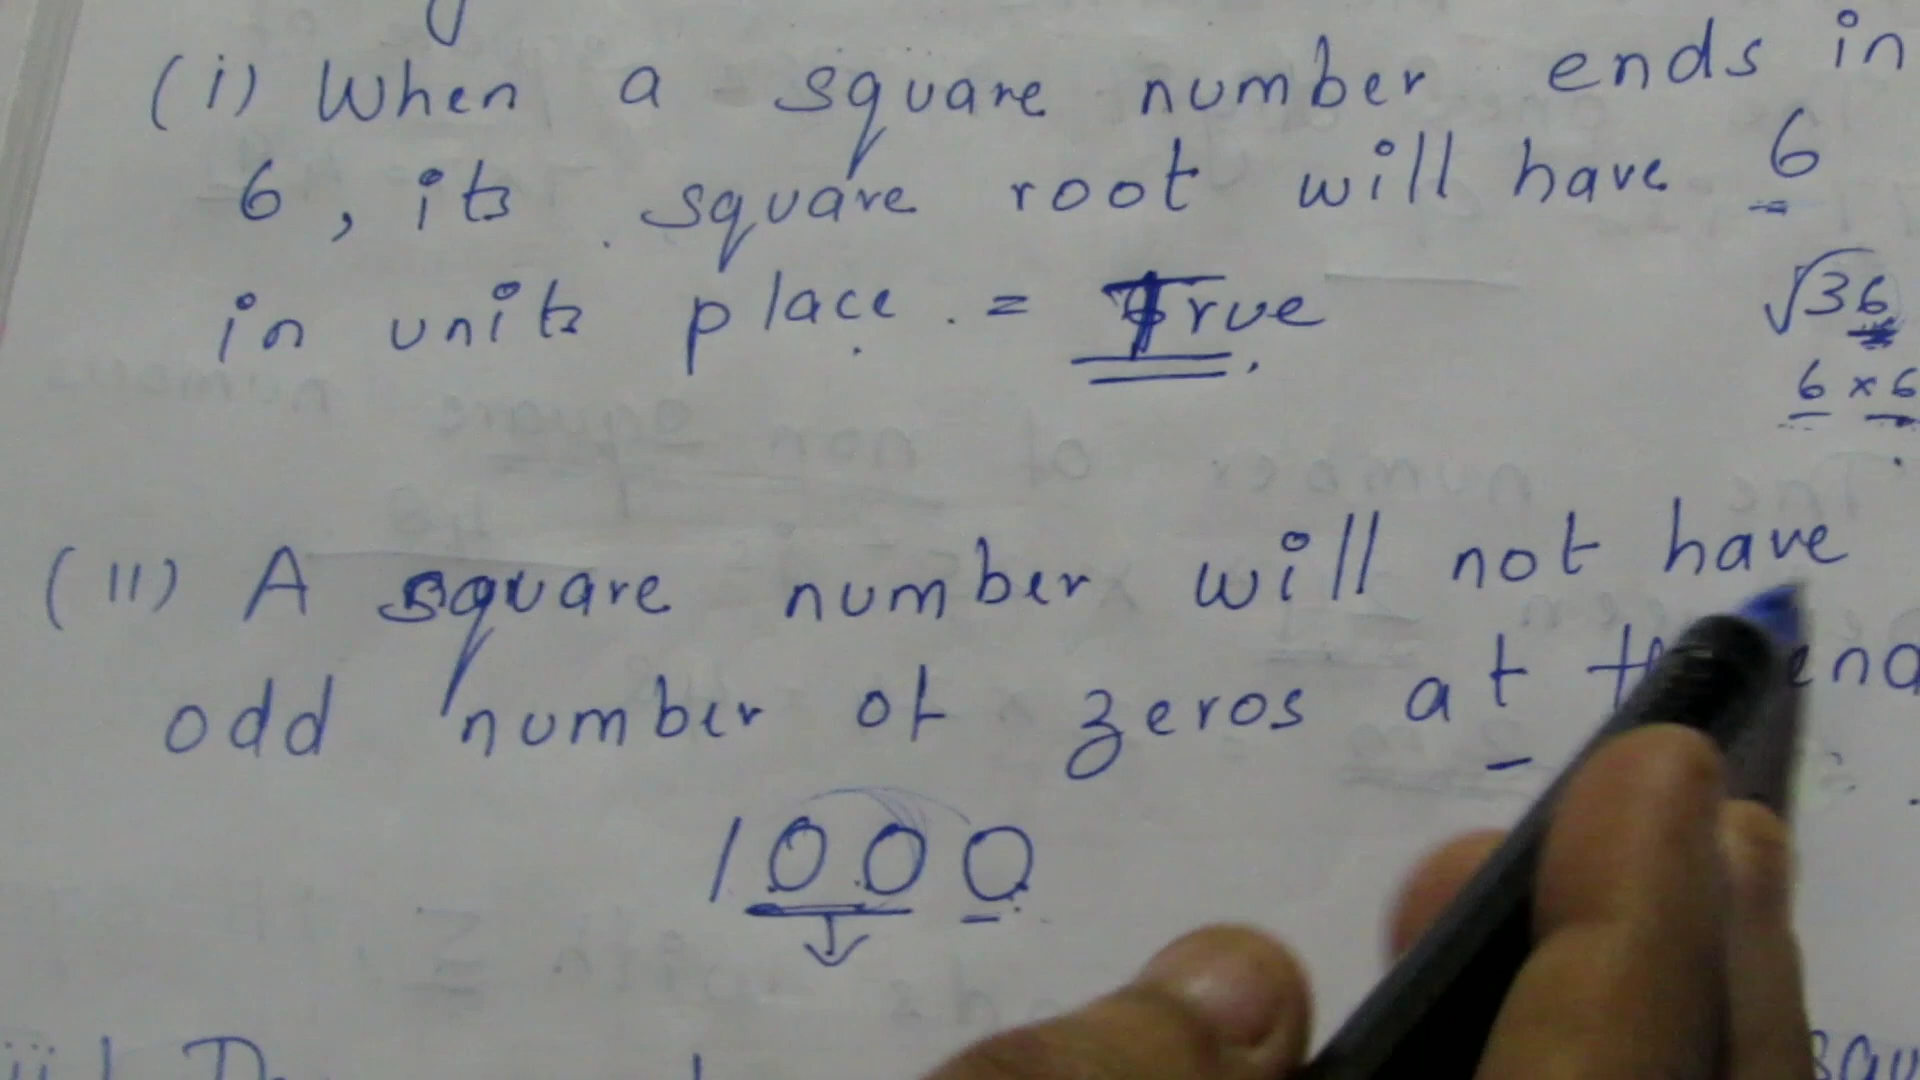 (i) When a square number ends in
6, its square root will have 6
in units place. = True.
√36
6 × 6
(ii) A square number will not have
odd number of zeros at
1000